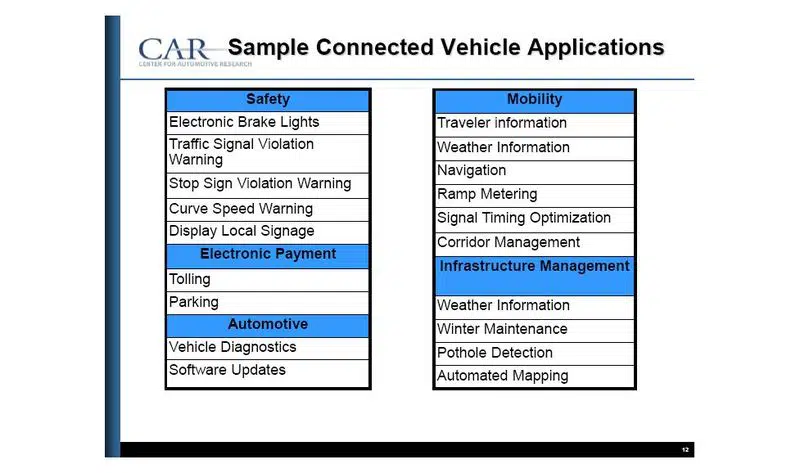 CAR
CENTER FOR AUTOMOTIVE RESEARCH
Sample Connected Vehicle Applications
Safety
Electronic Brake Lights
Traffic Signal Violation
Warning
Stop Sign Violation Warning
Curve Speed Warning
Display Local Signage
Electronic Payment
Tolling
Parking
Automotive
Vehicle Diagnostics
Software Updates
Mobility
Traveler information
Weather Information
Navigation
Ramp Metering
Signal Timing Optimization
Corridor Management
Infrastructure Management
Weather Information
Winter Maintenance
Pothole Detection
Automated Mapping
12